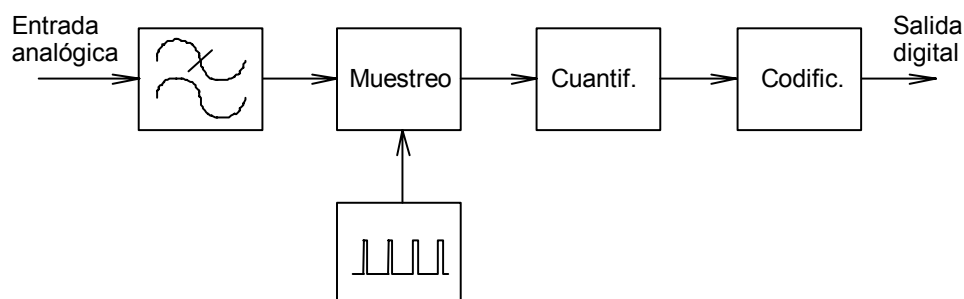 Entrada
analógica
Muestreo
Cuantif.
Codific.
Salida
digital